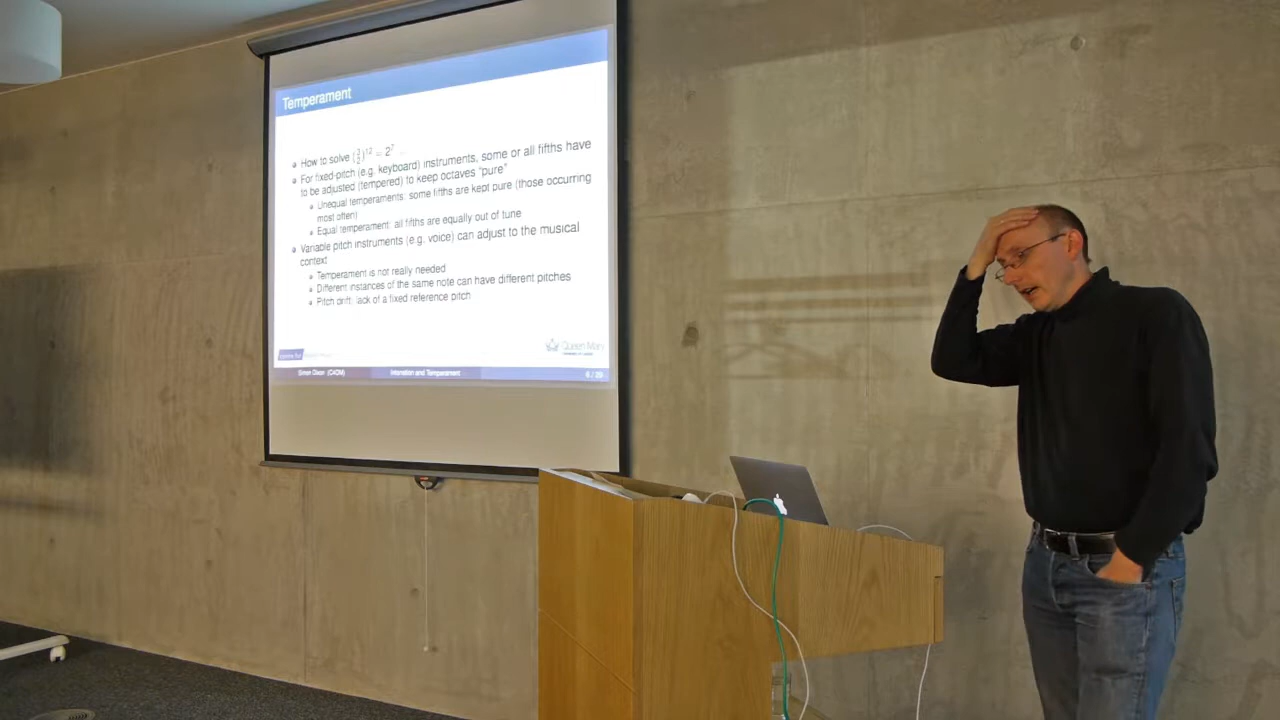 Temperament
How to solve (3/2)^12 = 2^7
For fixed-pitch (e.g. keyboard) instruments, some or all fifths have
to be adjusted (tempered) to keep octaves "pure"
Unequal temperaments: some fifths are kept pure (those occurring
most often)
Equal temperament: all fifths are equally out of tune
Variable pitch instruments (e.g. voice) can adjust to the musical
context
Temperament is not really needed
Different instances of the same note can have different pitches
Pitch drift: lack of a fixed reference pitch
Queen Mary
Simon Dixon (C4DM)
Intonation and Temperament
6 / 29